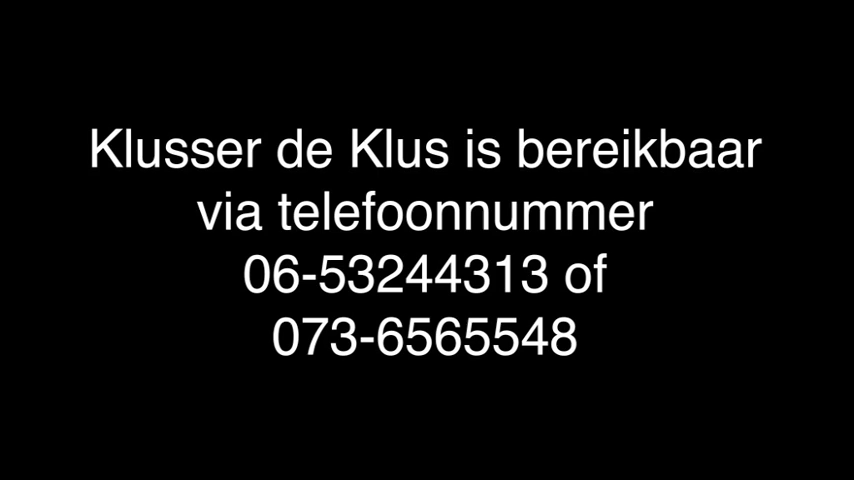 Klusser de Klus is bereikbaar
via telefoonnummer
06-53244313 of
073-6565548